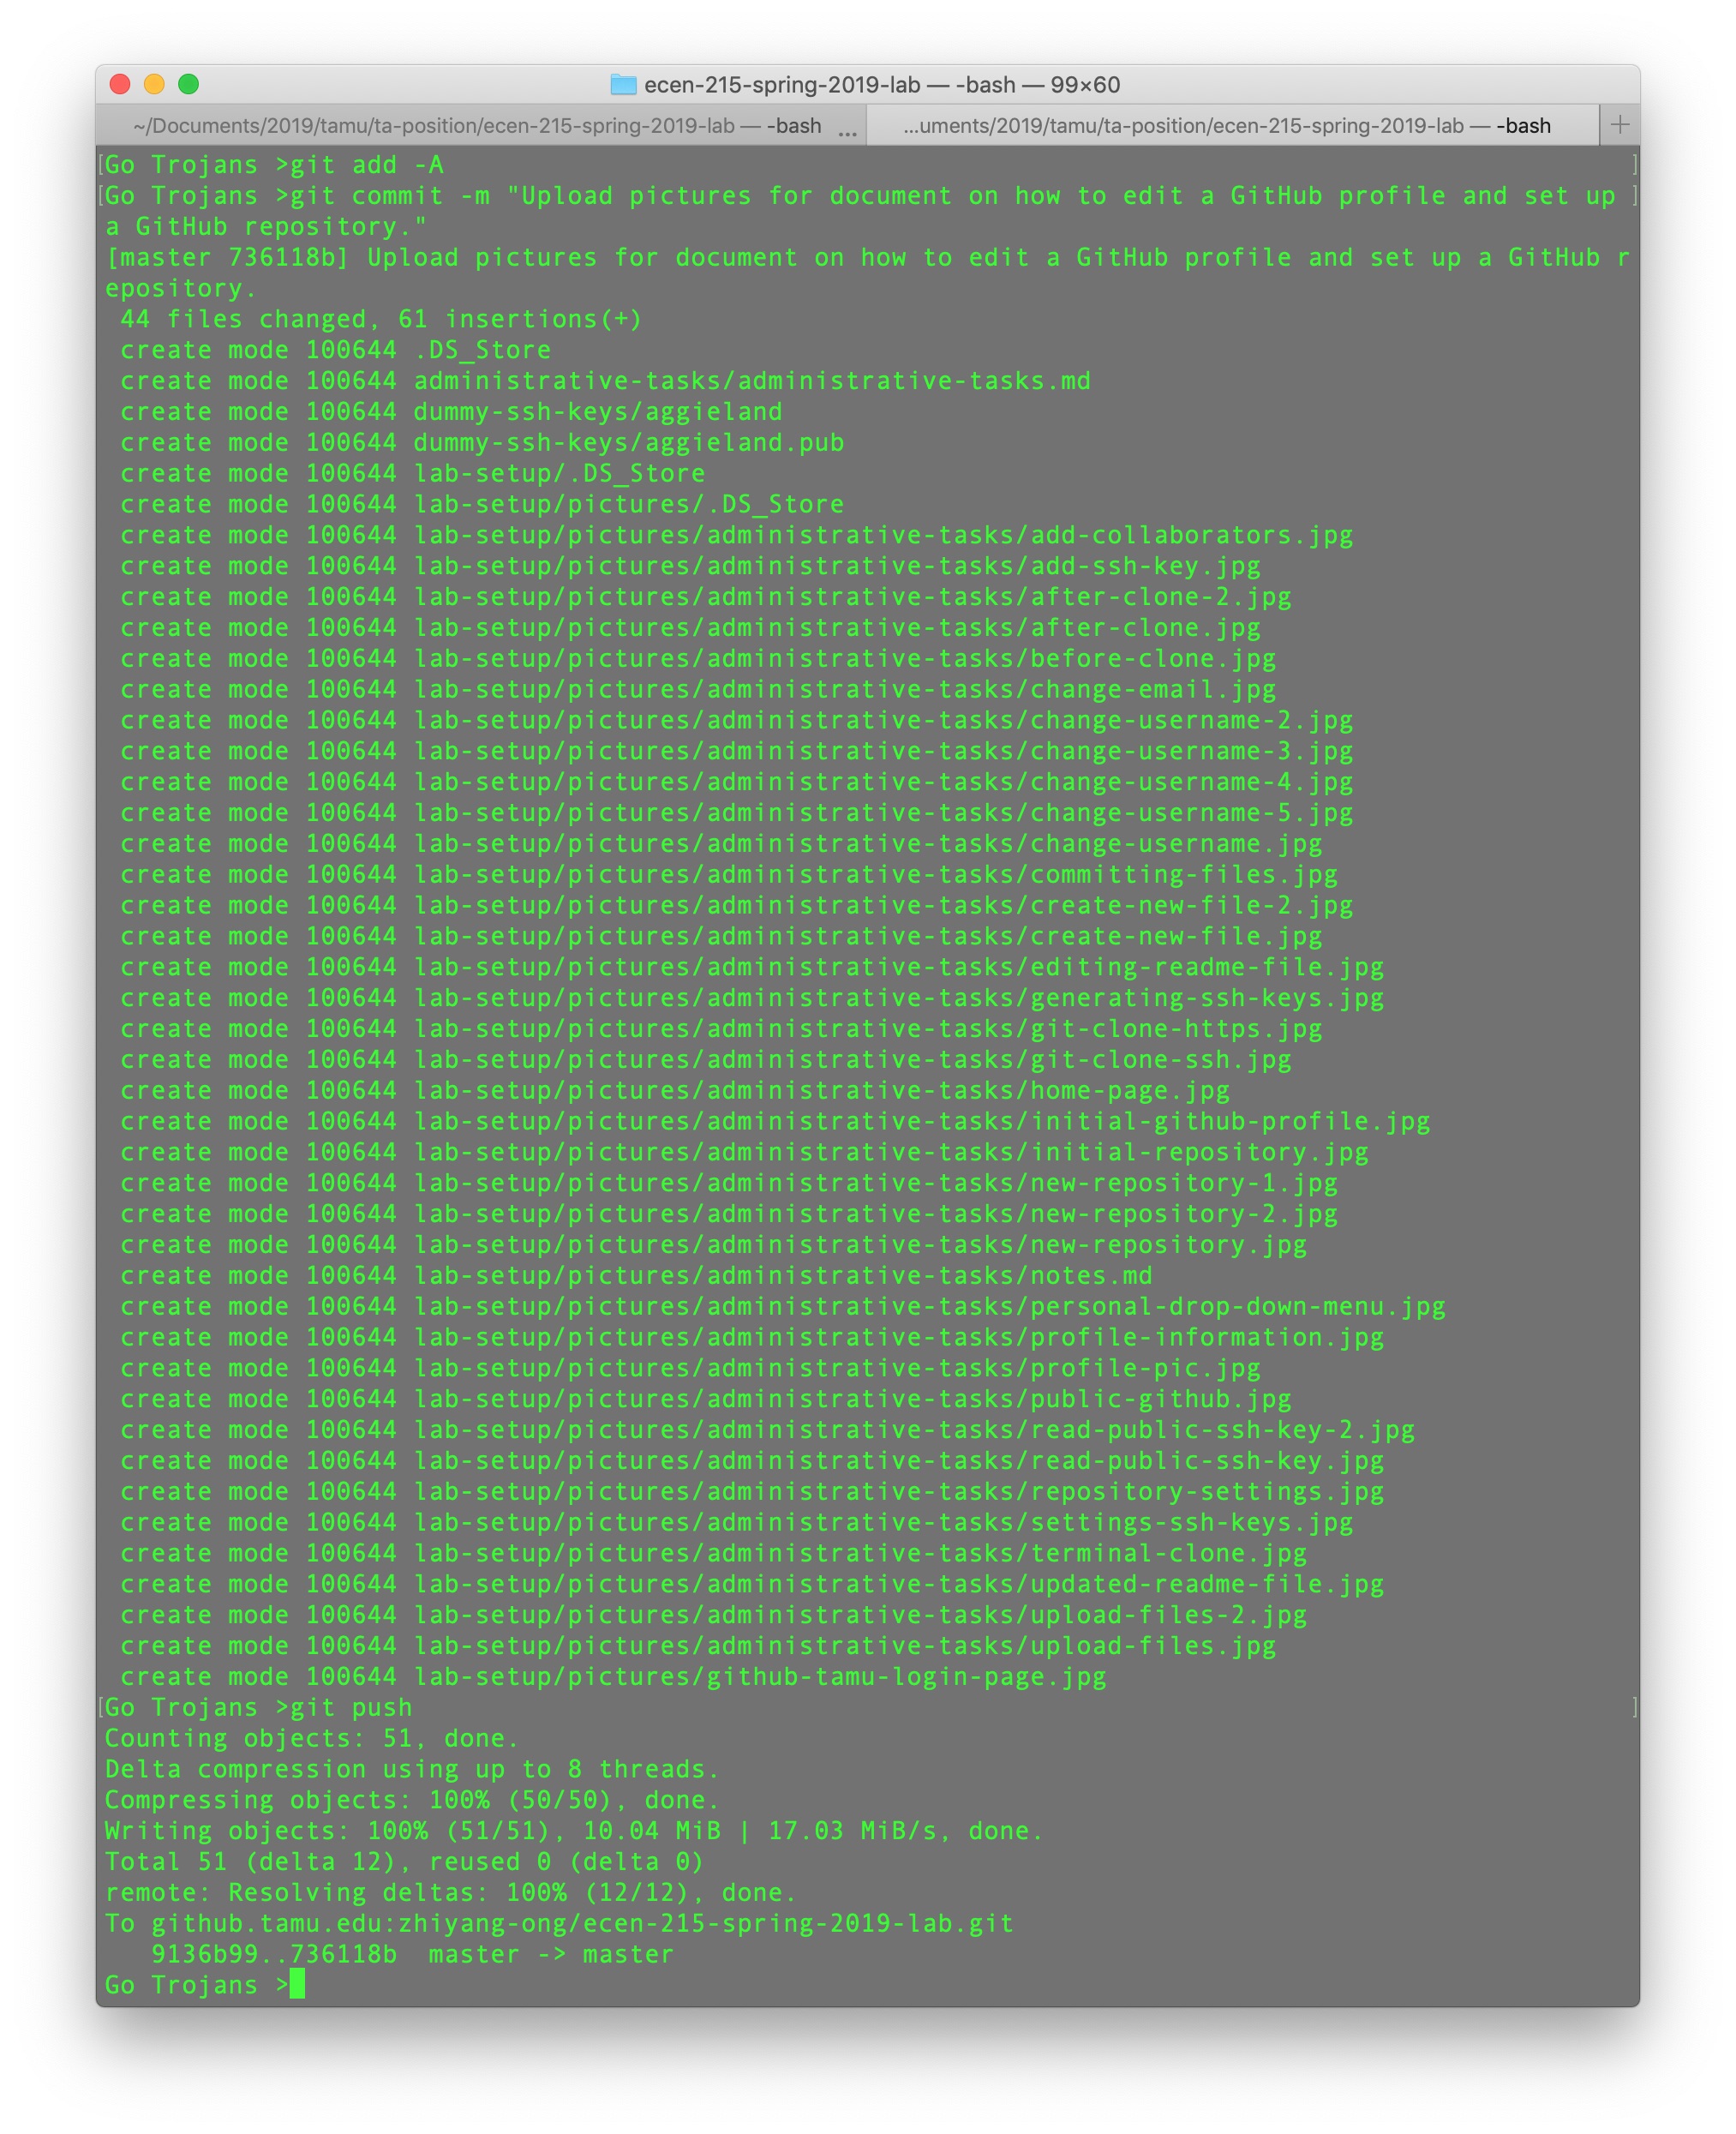 ecen-215-spring-2019-lab — -bash — 99×60
~/Documents/2019/tamu/ta-position/ecen-215-spring-2019-lab — -bash ... ...uments/2019/tamu/ta-position/ecen-215-spring-2019-lab — -bash +
[Go Trojans >git add -A ]
[Go Trojans >git commit -m "Upload pictures for document on how to edit a GitHub profile and set up ]
a GitHub repository."
[master 736118b] Upload pictures for document on how to edit a GitHub profile and set up a GitHub r
epository.
44 files changed, 61 insertions(+)
create mode 100644 .DS_Store
create mode 100644 administrative-tasks/administrative-tasks.md
create mode 100644 dummy-ssh-keys/aggieland
create mode 100644 dummy-ssh-keys/aggieland.pub
create mode 100644 lab-setup/.DS_Store
create mode 100644 lab-setup/pictures/.DS_Store
create mode 100644 lab-setup/pictures/administrative-tasks/add-collaborators.jpg
create mode 100644 lab-setup/pictures/administrative-tasks/add-ssh-key.jpg
create mode 100644 lab-setup/pictures/administrative-tasks/after-clone-2.jpg
create mode 100644 lab-setup/pictures/administrative-tasks/after-clone.jpg
create mode 100644 lab-setup/pictures/administrative-tasks/before-clone.jpg
create mode 100644 lab-setup/pictures/administrative-tasks/change-email.jpg
create mode 100644 lab-setup/pictures/administrative-tasks/change-username-2.jpg
create mode 100644 lab-setup/pictures/administrative-tasks/change-username-3.jpg
create mode 100644 lab-setup/pictures/administrative-tasks/change-username-4.jpg
create mode 100644 lab-setup/pictures/administrative-tasks/change-username-5.jpg
create mode 100644 lab-setup/pictures/administrative-tasks/change-username.jpg
create mode 100644 lab-setup/pictures/administrative-tasks/committing-files.jpg
create mode 100644 lab-setup/pictures/administrative-tasks/create-new-file-2.jpg
create mode 100644 lab-setup/pictures/administrative-tasks/create-new-file.jpg
create mode 100644 lab-setup/pictures/administrative-tasks/editing-readme-file.jpg
create mode 100644 lab-setup/pictures/administrative-tasks/generating-ssh-keys.jpg
create mode 100644 lab-setup/pictures/administrative-tasks/git-clone-https.jpg
create mode 100644 lab-setup/pictures/administrative-tasks/git-clone-ssh.jpg
create mode 100644 lab-setup/pictures/administrative-tasks/home-page.jpg
create mode 100644 lab-setup/pictures/administrative-tasks/initial-github-profile.jpg
create mode 100644 lab-setup/pictures/administrative-tasks/initial-repository.jpg
create mode 100644 lab-setup/pictures/administrative-tasks/new-repository-1.jpg
create mode 100644 lab-setup/pictures/administrative-tasks/new-repository-2.jpg
create mode 100644 lab-setup/pictures/administrative-tasks/new-repository.jpg
create mode 100644 lab-setup/pictures/administrative-tasks/notes.md
create mode 100644 lab-setup/pictures/administrative-tasks/personal-drop-down-menu.jpg
create mode 100644 lab-setup/pictures/administrative-tasks/profile-information.jpg
create mode 100644 lab-setup/pictures/administrative-tasks/profile-pic.jpg
create mode 100644 lab-setup/pictures/administrative-tasks/public-github.jpg
create mode 100644 lab-setup/pictures/administrative-tasks/read-public-ssh-key-2.jpg
create mode 100644 lab-setup/pictures/administrative-tasks/read-public-ssh-key.jpg
create mode 100644 lab-setup/pictures/administrative-tasks/repository-settings.jpg
create mode 100644 lab-setup/pictures/administrative-tasks/settings-ssh-keys.jpg
create mode 100644 lab-setup/pictures/administrative-tasks/terminal-clone.jpg
create mode 100644 lab-setup/pictures/administrative-tasks/updated-readme-file.jpg
create mode 100644 lab-setup/pictures/administrative-tasks/upload-files-2.jpg
create mode 100644 lab-setup/pictures/administrative-tasks/upload-files.jpg
create mode 100644 lab-setup/pictures/github-tamu-login-page.jpg
[Go Trojans >git push ]
Counting objects: 51, done.
Delta compression using up to 8 threads.
Compressing objects: 100% (50/50), done.
Writing objects: 100% (51/51), 10.04 MiB | 17.03 MiB/s, done.
Total 51 (delta 12), reused 0 (delta 0)
remote: Resolving deltas: 100% (12/12), done.
To github.tamu.edu:zhiyang-ong/ecen-215-spring-2019-lab.git
9136b99..736118b  master -> master
Go Trojans >